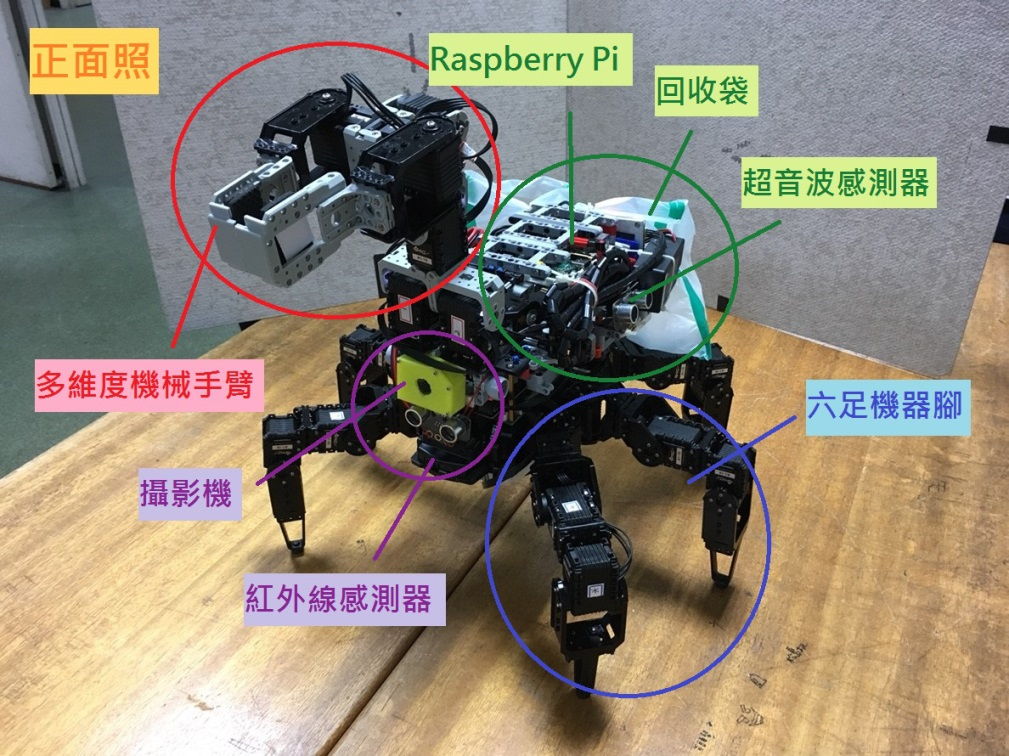 正面照
Raspberry Pi
回收袋
超音波感測器
多維度機械手臂
六足機器腳
攝影機
紅外線感測器